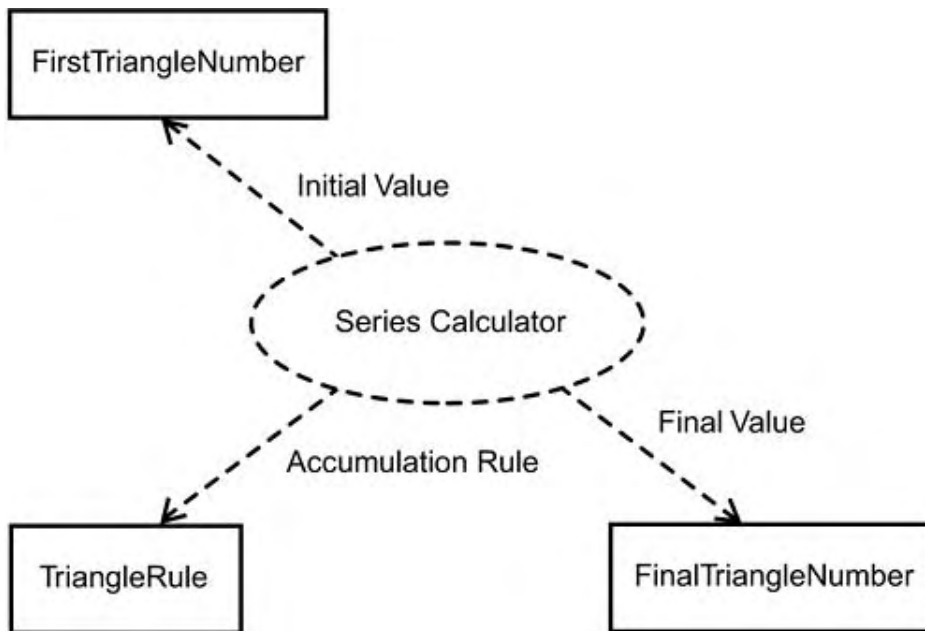 FirstTriangleNumber
Initial Value
Series Calculator
Final Value
Accumulation Rule
TriangleRule
FinalTriangleNumber